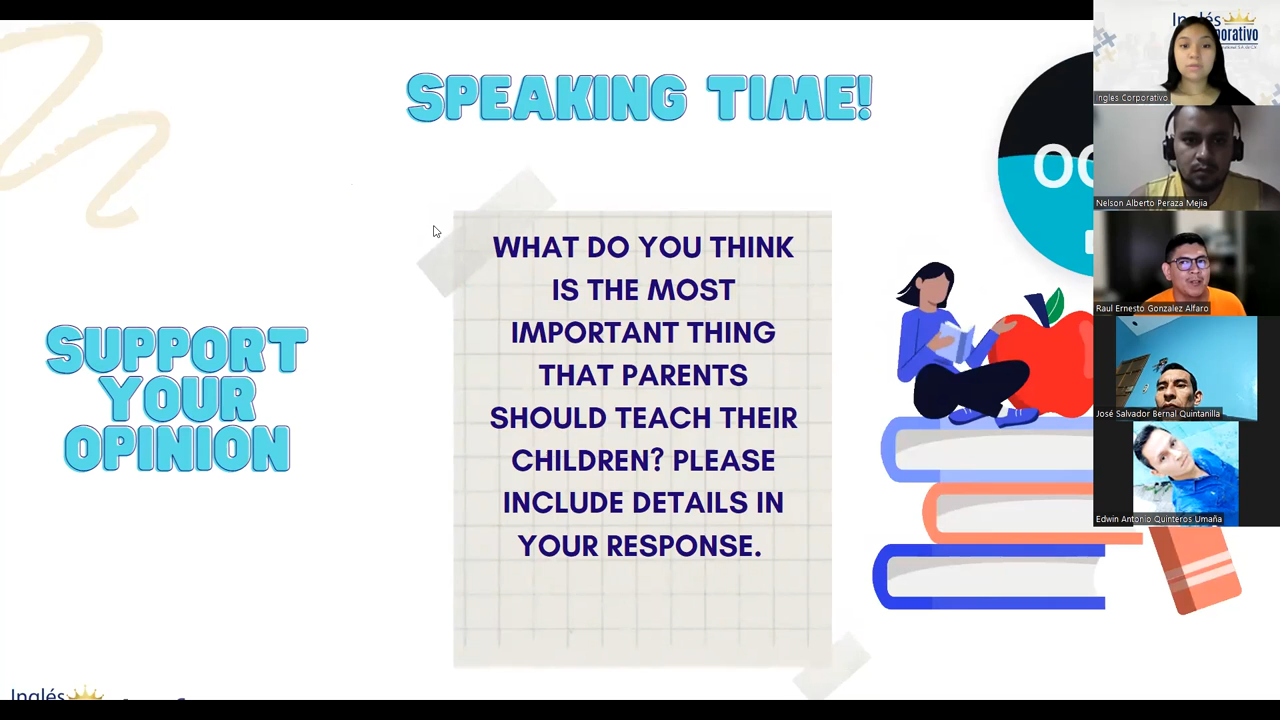 SPEAKING TIME!
SUPPORT
YOUR
OPINION
WHAT DO YOU THINK
IS THE MOST
IMPORTANT THING
THAT PARENTS
SHOULD TEACH THEIR
CHILDREN? PLEASE
INCLUDE DETAILS IN
YOUR RESPONSE.
Inglés
Ingles Corporativo
Nelson Alberto Peraza Mejia
Raul Ernesto Gonzalez Alfaro
José Salvador Bernal Quintanilla
Edwin Antonio Quinteros Umaña
Inglés